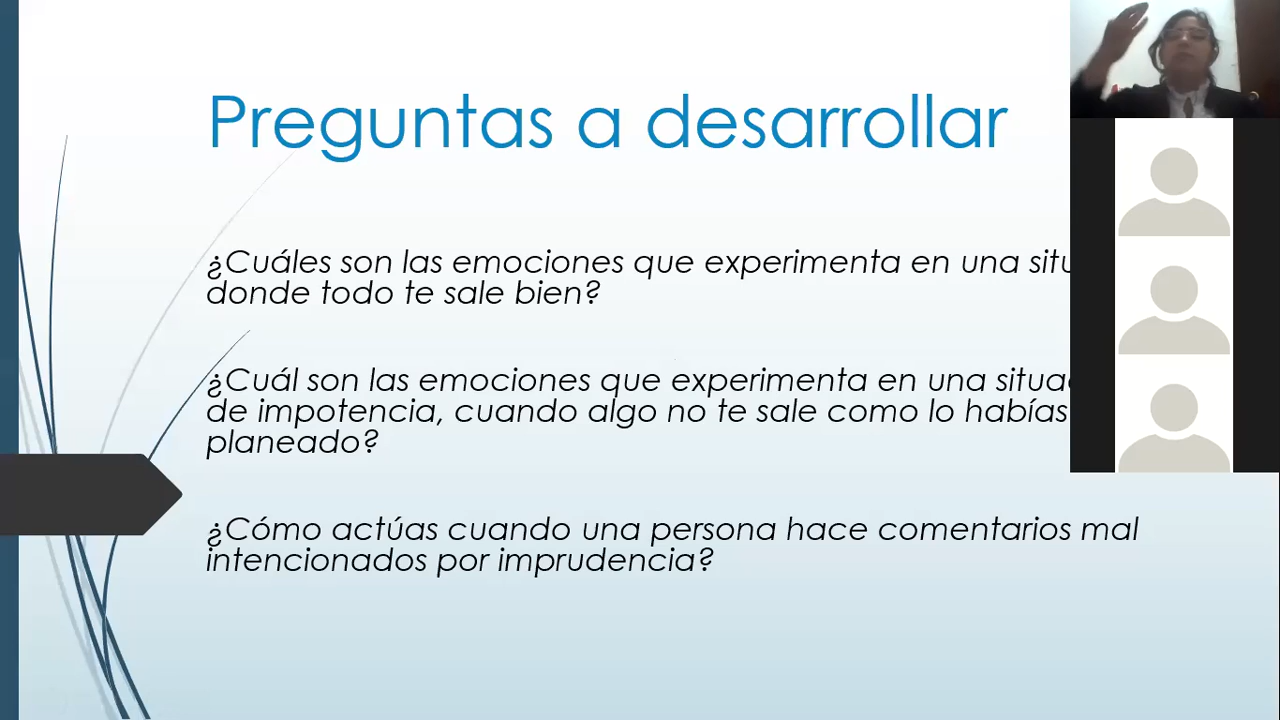 Preguntas a desarrollar
¿Cuáles son las emociones que experimenta en una
donde todo te sale bien?
¿Cuál son las emociones que experimenta en una
de impotencia, cuando algo no te sale como lo habías
planeado?
¿Cómo actúas cuando una persona hace comentarios mal
intencionados por imprudencia?